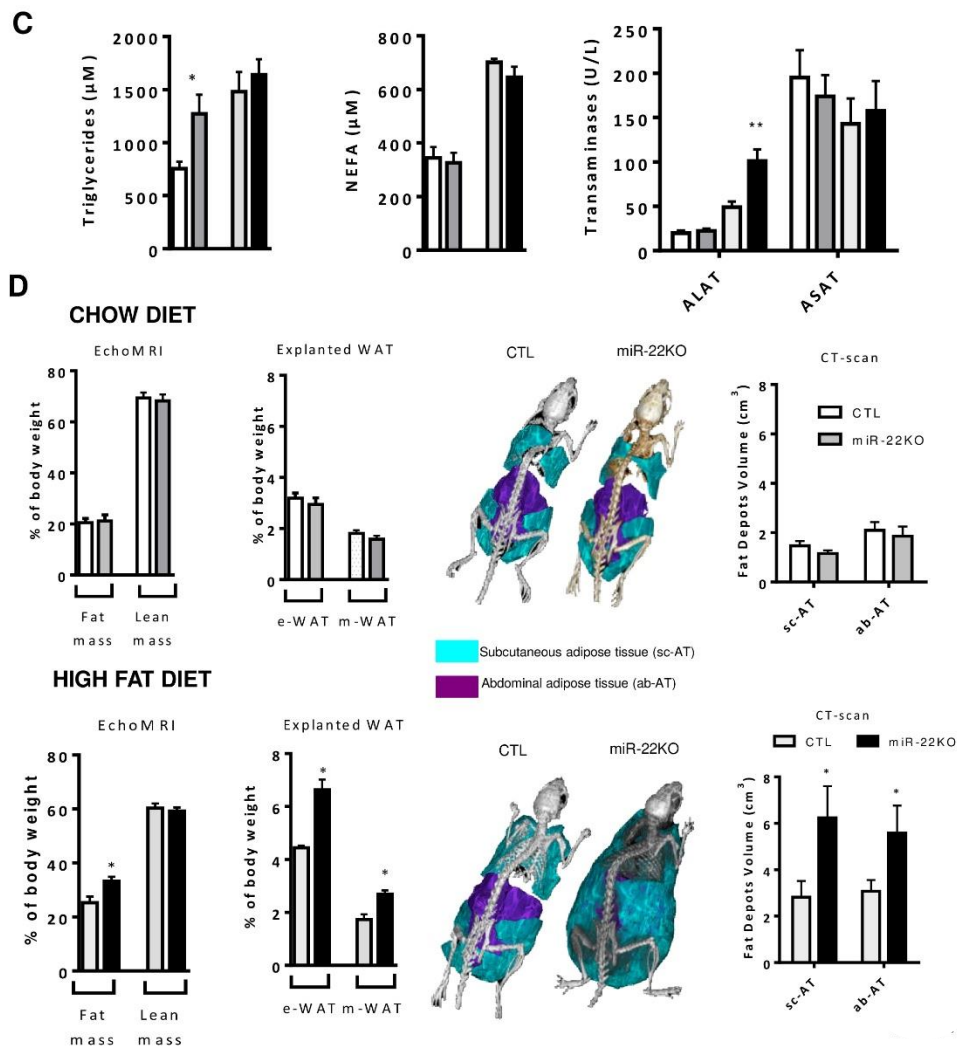 C
Triglycerides (µM)
2000
1500
1000
500
0
*
NEFA (µM)
800
600
400
200
0
Transaminases (U/L)
250
200
150
100
50
0
**
ALAT
ASAT
D
CHOW DIET
EchoMRI
% of body weight
80
60
40
20
0
Fat mass
Lean mass
Explanted WAT
% of body weight
8
6
4
2
0
e-WAT
m-WAT
CTL
miR-22KO
CT-scan
Fat Depots Volume (cm3)
8
6
4
2
0
CTL
miR-22KO
sc-AT
ab-AT
Subcutaneous adipose tissue (sc-AT)
Abdominal adipose tissue (ab-AT)
HIGH FAT DIET
EchoMRI
% of body weight
80
60
40
20
0
*
Fat mass
Lean mass
Explanted WAT
% of body weight
8
6
4
2
0
*
*
e-WAT
m-WAT
CTL
miR-22KO
CT-scan
CTL
miR-22KO
Fat Depots Volume (cm3)
8
6
4
2
0
*
*
sc-AT
ab-AT